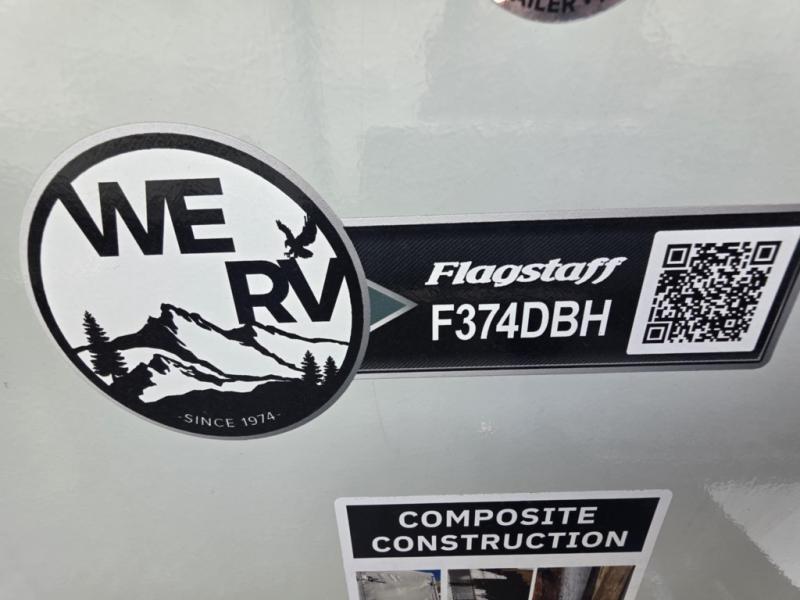 WE
RV
-SINCE 1974-
Flagstaff
F374DBH
COMPOSITE
CONSTRUCTION